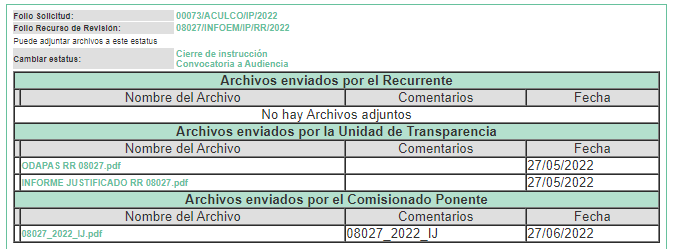 Folio Solicitud: 00073/ACULCO/IP/2022
Folio Recurso de Revisión: 08027/INFOEM/IP/RR/2022
Puede adjuntar archivos a este estatus
Cambiar estatus: Cierre de instrucción
Convocatoria a Audiencia
Archivos enviados por el Recurrente
Nombre del Archivo Comentarios Fecha
No hay Archivos adjuntos
Archivos enviados por la Unidad de Transparencia
Nombre del Archivo Comentarios Fecha
ODAPAS RR 08027.pdf 27/05/2022
INFORME JUSTIFICADO RR 08027.pdf 27/05/2022
Archivos enviados por el Comisionado Ponente
Nombre del Archivo Comentarios Fecha
08027_2022_IJ.pdf 08027_2022_IJ 27/06/2022